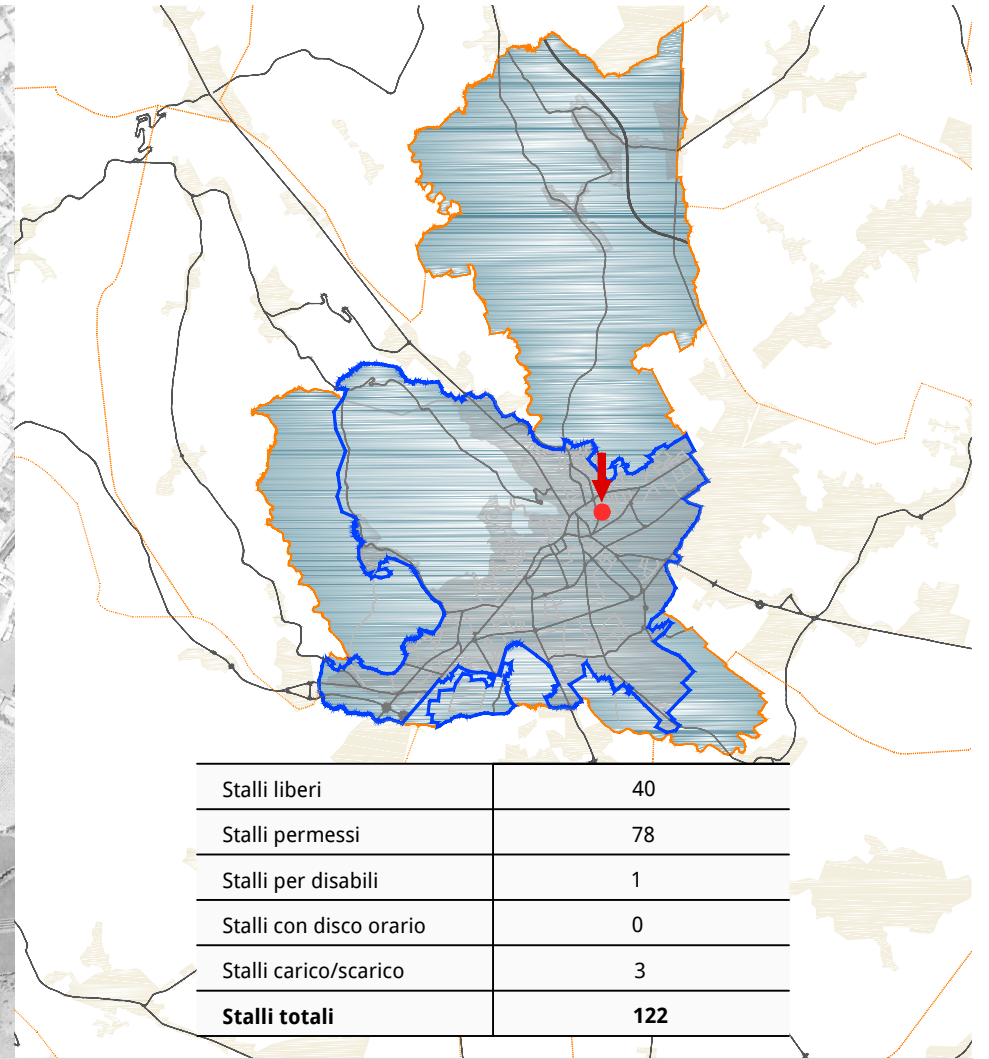 Stalli liberi 40
Stalli permessi 78
Stalli per disabili 1
Stalli con disco orario 0
Stalli carico/scarico 3
Stalli totali 122